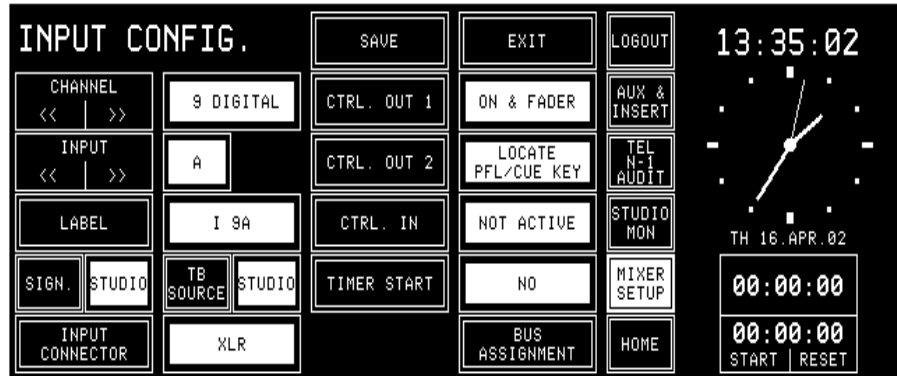 INPUT CONFIG.
SAVE
EXIT
LOGOUT
13:35:02
CHANNEL
<< | >>
9 DIGITAL
CTRL. OUT 1
ON & FADER
AUX &
INSERT
INPUT
<< | >>
A
CTRL. OUT 2
LOCATE
PFL/CUE KEY
TEL
N-1
AUDIT
LABEL
I 9A
CTRL. IN
NOT ACTIVE
STUDIO
MON
TH 16.APR.02
SIGN.
STUDIO
TB
SOURCE
STUDIO
TIMER START
NO
MIXER
SETUP
00:00:00
INPUT
CONNECTOR
XLR
BUS
ASSIGNMENT
HOME
00:00:00
START | RESET